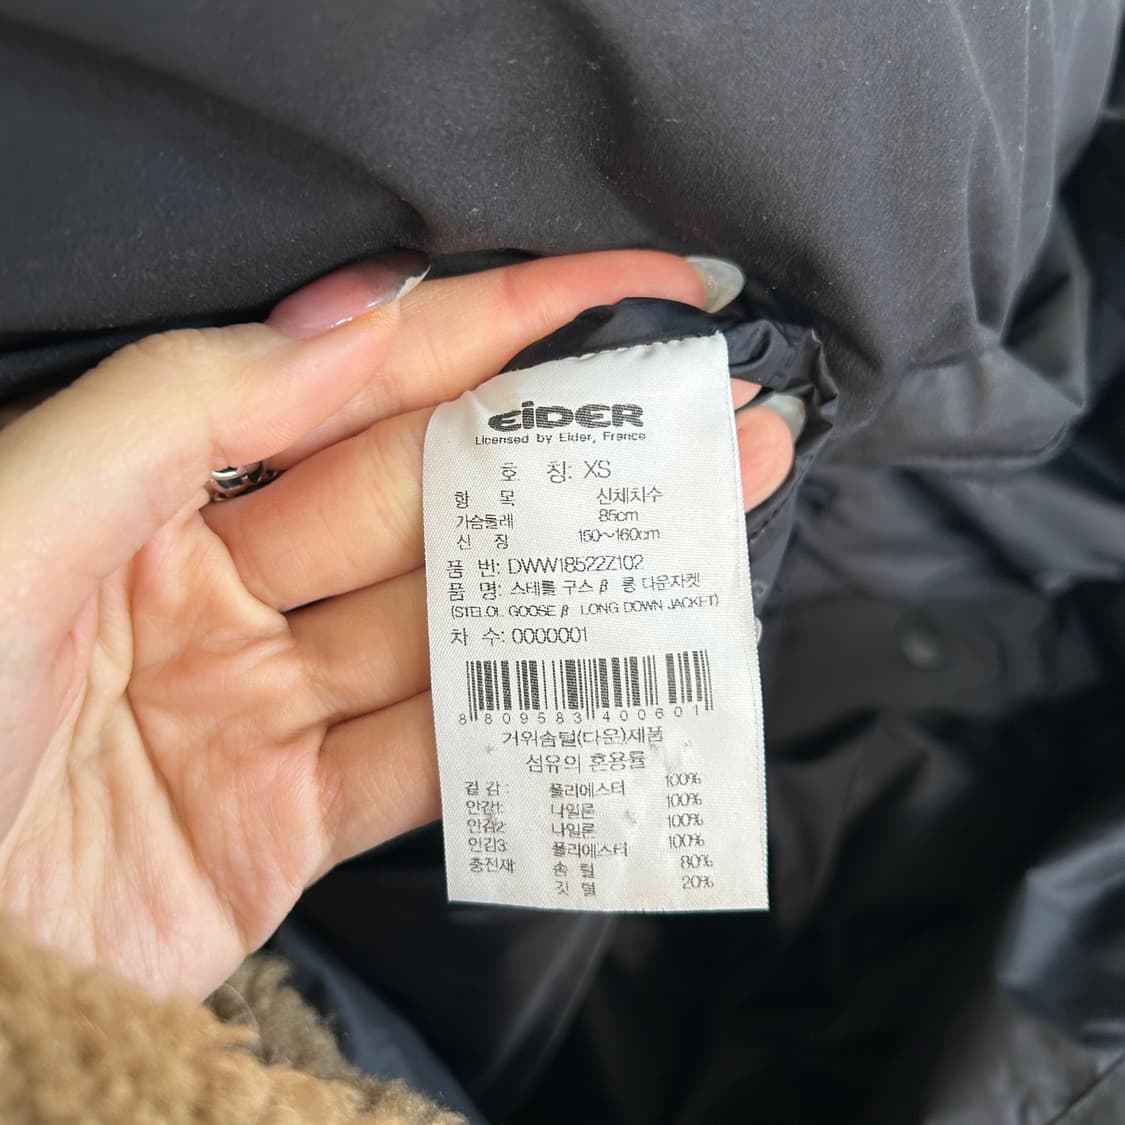 EiDER
Licensed by Eider, France
호 칭: XS
항 목 신체치수
가슴둘레 85cm
신 장 150~160cm
품 번: DWW18522Z102
품 명: 스테롤 구스 β 롱 다운자켓
(STELOL GOOSE β LONG DOWN JACKET)
차 수: 0000001
8 809583 400601
거위솜털(다운)제품
섬유의 혼용률
겉감: 폴리에스터 100%
안감1: 나일론 100%
안감2: 나일론 100%
안감3: 폴리에스터 100%
충전재: 솜 털 80%
깃 털 20%